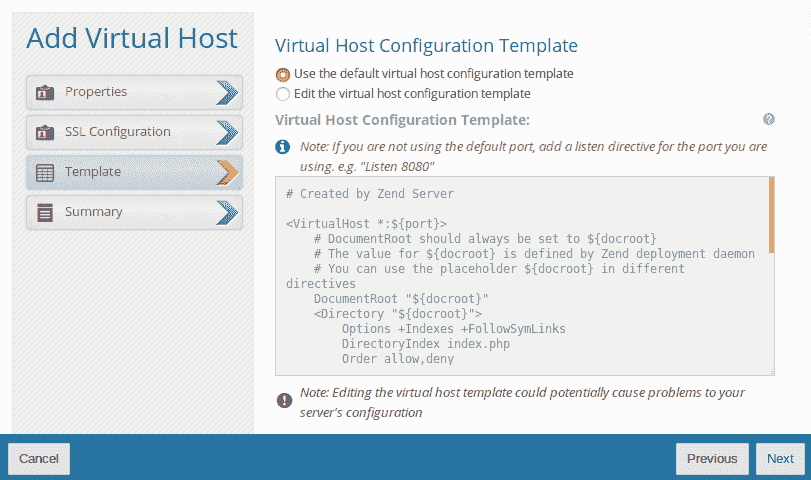 Add Virtual Host
Properties
SSL Configuration
Template
Summary
Virtual Host Configuration Template
Use the default virtual host configuration template
Edit the virtual host configuration template
Virtual Host Configuration Template:
Note: If you are not using the default port, add a listen directive for the port you are
using. e.g. "Listen 8080"
# Created by Zend Server
<VirtualHost *:${port}>
# DocumentRoot should always be set to ${docroot}
# The value for ${docroot} is defined by Zend deployment daemon
# You can use the placeholder ${docroot} in different
directives
DocumentRoot "${docroot}"
<Directory "${docroot}">
Options +Indexes +FollowSymLinks
DirectoryIndex index.php
Order allow,deny
Note: Editing the virtual host template could potentially cause problems to your
server's configuration
Cancel
Previous
Next